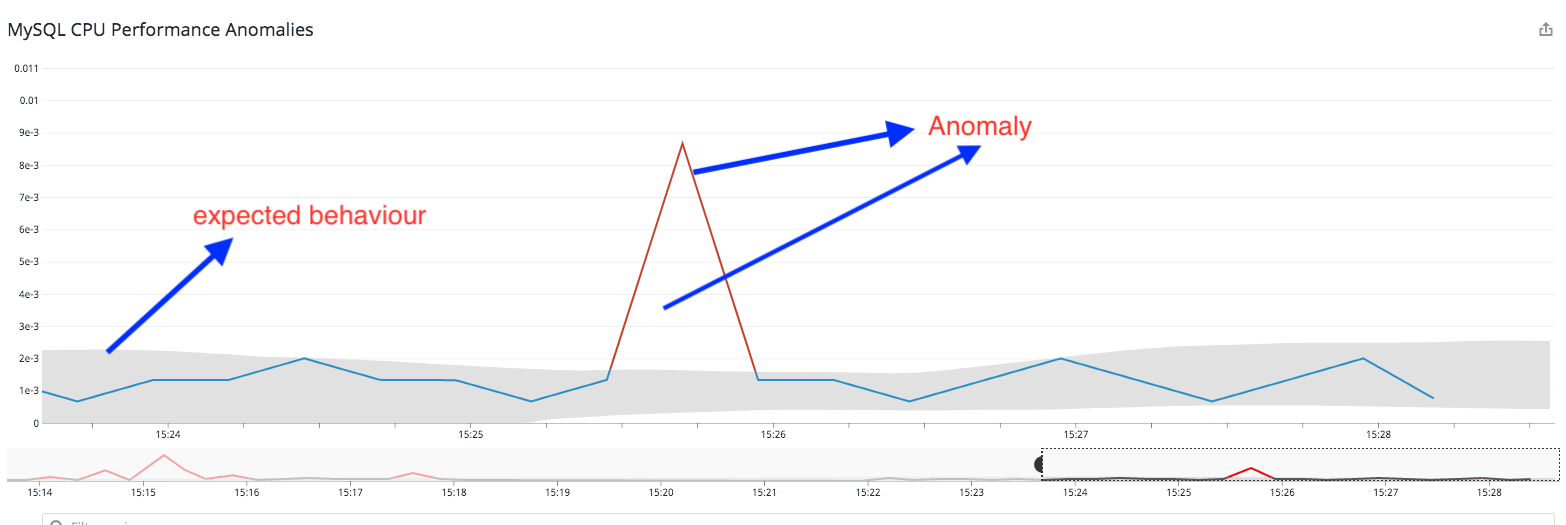 MySQL CPU Performance Anomalies
0.011
0.01
9e-3
8e-3
7e-3
6e-3
5e-3
4e-3
3e-3
2e-3
1e-3
0
Anomaly
expected behaviour
15:24 15:25 15:26 15:27 15:28
15:14 15:15 15:16 15:17 15:18 15:19 15:20 15:21 15:22 15:23 15:24 15:25 15:26 15:27 15:28